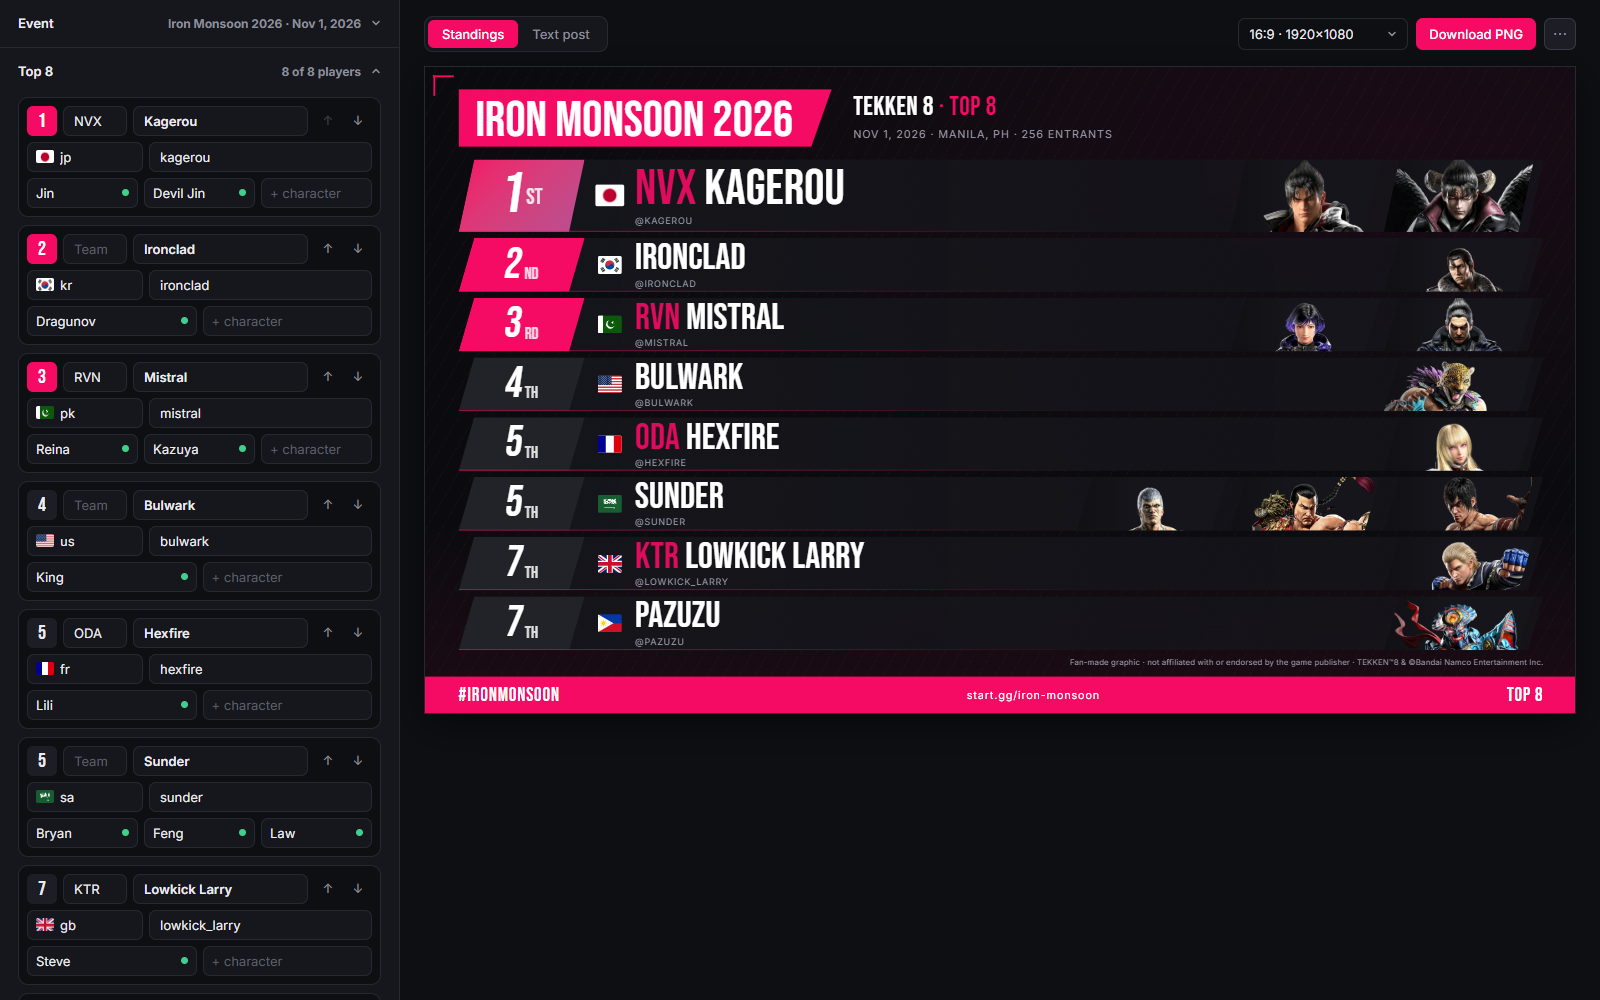 Event
Iron Monsoon 2026 · Nov 1, 2026
Top 8
8 of 8 players
1 NVX Kagerou
jp kagerou
Jin Devil Jin + character
2 Team Ironclad
kr ironclad
Dragunov + character
3 RVN Mistral
pk mistral
Reina Kazuya + character
4 Team Bulwark
us bulwark
King + character
5 ODA Hexfire
fr hexfire
Lili + character
5 Team Sunder
sa sunder
Bryan Feng Law
7 KTR Lowkick Larry
gb lowkick_larry
Steve + character
Standings Text post
16:9 · 1920×1080
Download PNG
IRON MONSOON 2026
TEKKEN 8 · TOP 8
NOV 1, 2026 · MANILA, PH · 256 ENTRANTS
1ST NVX KAGEROU
@KAGEROU
2ND IRONCLAD
@IRONCLAD
3RD RVN MISTRAL
@MISTRAL
4TH BULWARK
@BULWARK
5TH ODA HEXFIRE
@HEXFIRE
5TH SUNDER
@SUNDER
7TH KTR LOWKICK LARRY
@LOWKICK_LARRY
7TH PAZUZU
@PAZUZU
Fan-made graphic · not affiliated with or endorsed by the game publisher · TEKKEN™8 & ©Bandai Namco Entertainment Inc.
#IRONMONSOON
start.gg/iron-monsoon
TOP 8